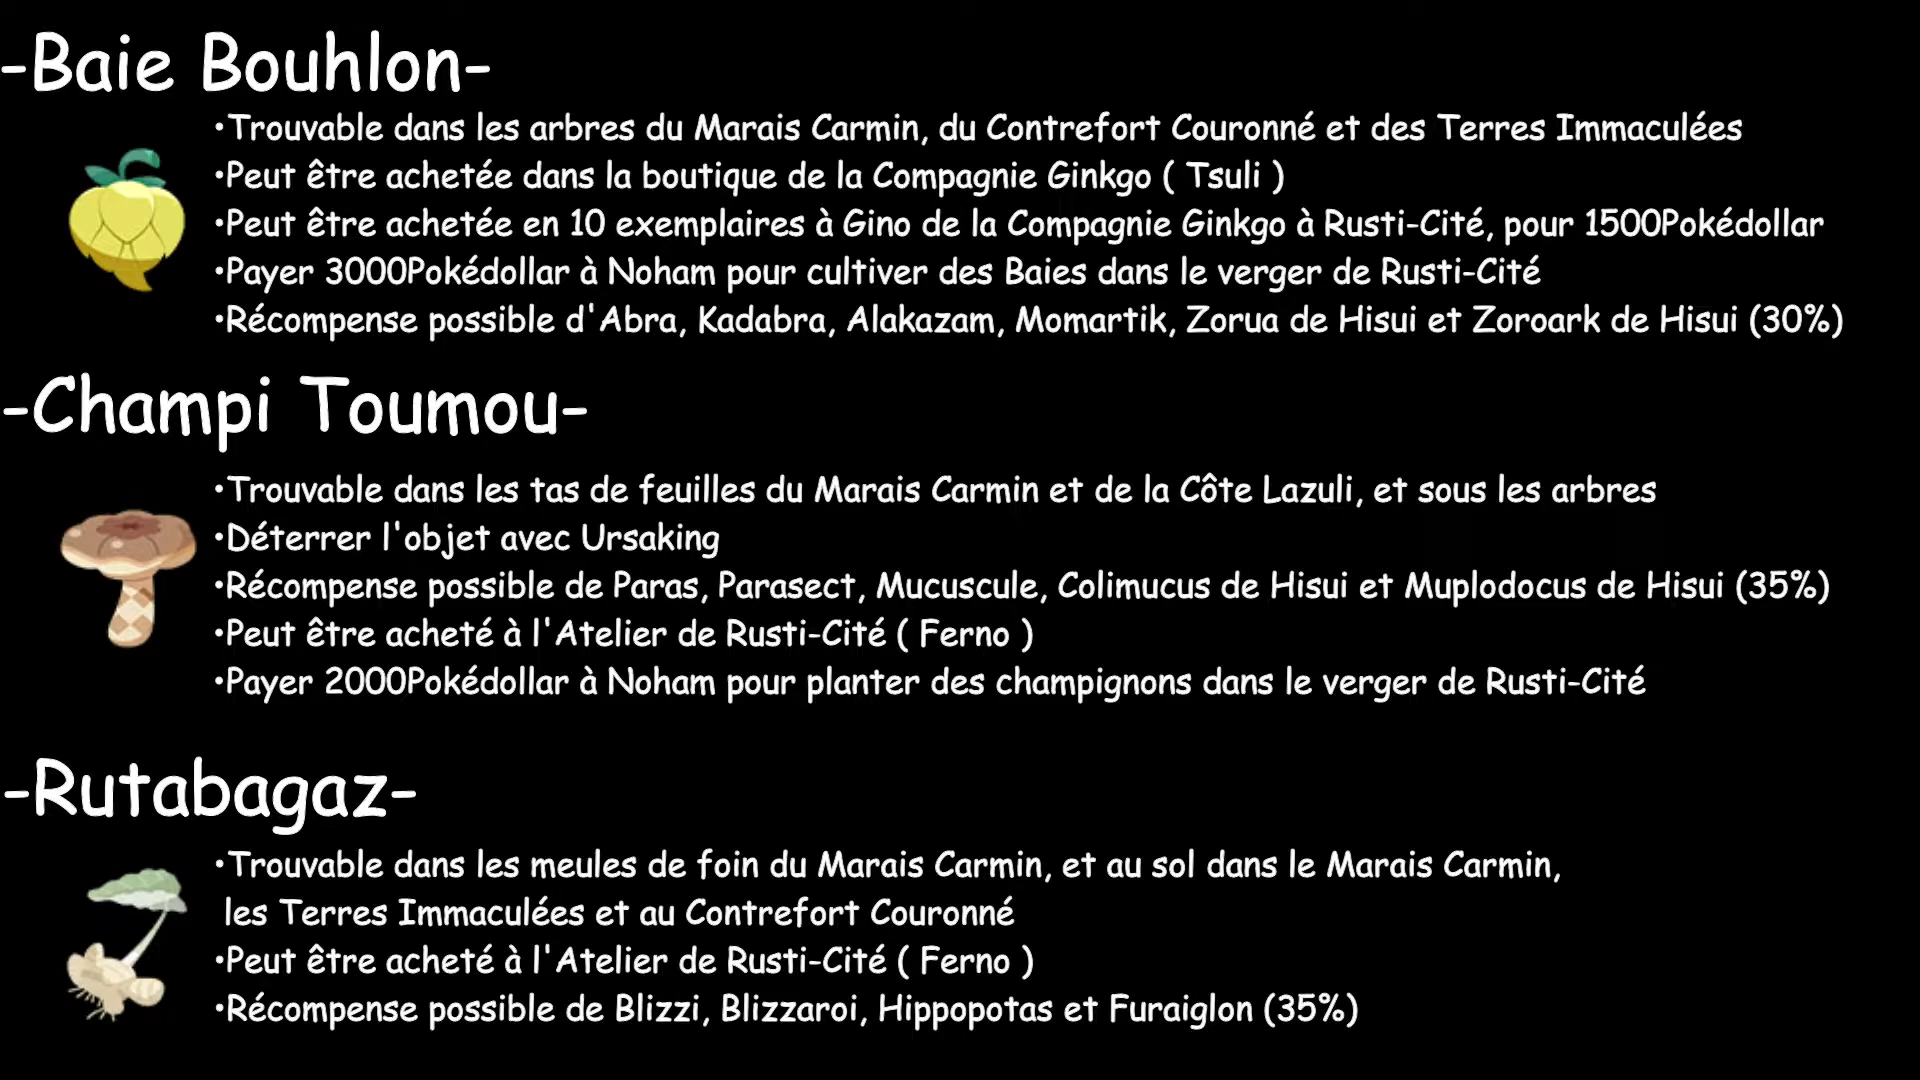 -Baie Bouhlon-
•Trouvable dans les arbres du Marais Carmin, du Contrefort Couronné et des Terres Immaculées
•Peut être achetée dans la boutique de la Compagnie Ginkgo ( Tsuli )
•Peut être achetée en 10 exemplaires à Gino de la Compagnie Ginkgo à Rusti-Cité, pour 1500Pokédollar
•Payer 3000Pokédollar à Noham pour cultiver des Baies dans le verger de Rusti-Cité
•Récompense possible d'Abra, Kadabra, Alakazam, Momartik, Zorua de Hisui et Zoroark de Hisui (30%)
-Champi Toumou-
•Trouvable dans les tas de feuilles du Marais Carmin et de la Côte Lazuli, et sous les arbres
•Déterrer l'objet avec Ursaking
•Récompense possible de Paras, Parasect, Mucuscule, Colimucus de Hisui et Muplodocus de Hisui (35%)
•Peut être acheté à l'Atelier de Rusti-Cité ( Ferno )
•Payer 2000Pokédollar à Noham pour planter des champignons dans le verger de Rusti-Cité
-Rutabagaz-
•Trouvable dans les meules de foin du Marais Carmin, et au sol dans le Marais Carmin,
les Terres Immaculées et au Contrefort Couronné
•Peut être acheté à l'Atelier de Rusti-Cité ( Ferno )
•Récompense possible de Blizzi, Blizzaroi, Hippopotas et Furaiglon (35%)